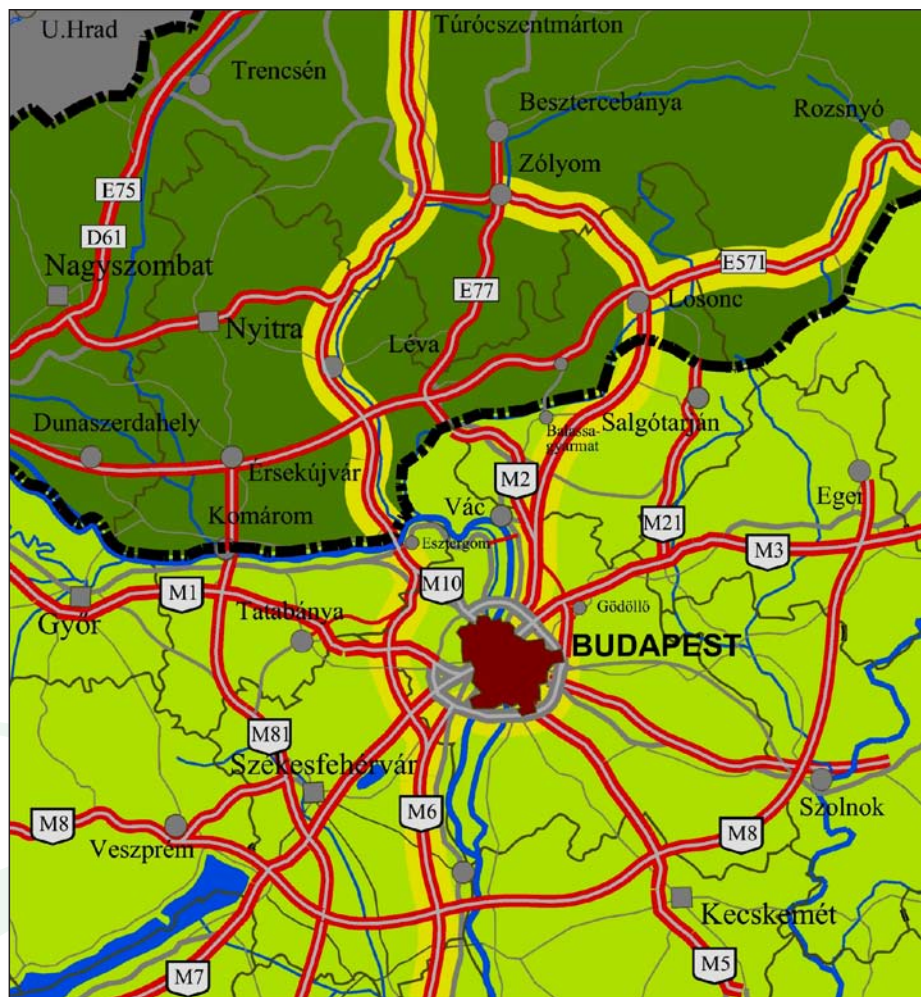 U.Hrad
Túrócszentmárton
Trencsén
Besztercebánya
Rozsnyó
Zólyom
E75
D61
Nagyszombat
E571
E77
Losonc
Nyitra
Léva
Dunaszerdahely
Salgótarján
Balassa-
gyarmat
Érsekújvár
M2
Eger
Vác
Komárom
M21
Esztergom
M3
M1
M10
Győr
Tatabánya
Gödöllő
BUDAPEST
M81
Székesfehérvár
M8
M6
Szolnok
Veszprém
M8
Kecskemét
M7
M5